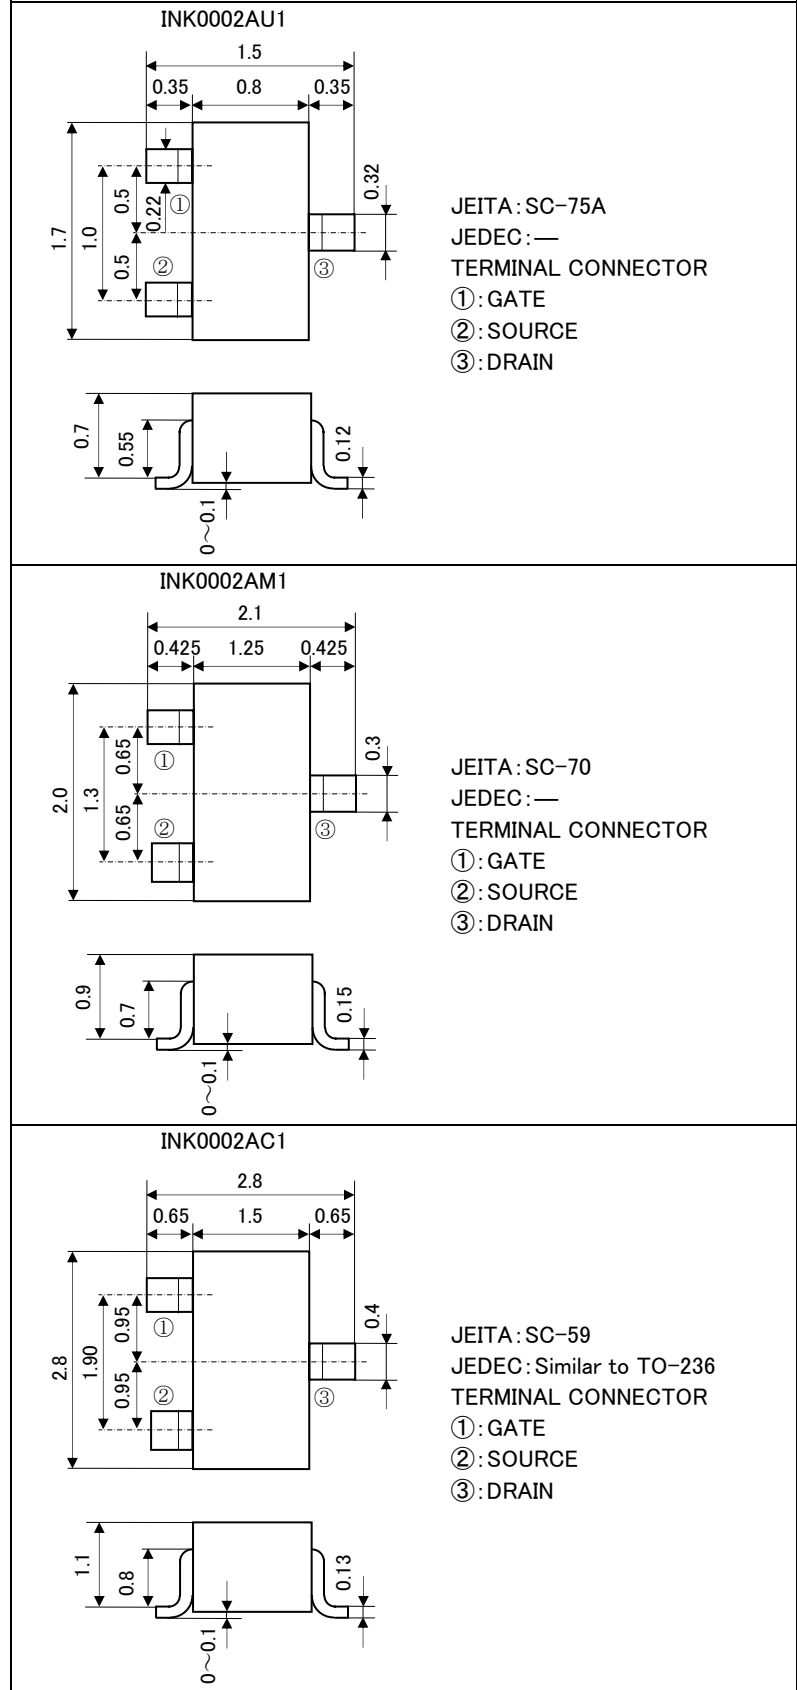 INK0002AU1
1.5
0.35 0.8 0.35
1.7
1.0
0.5
0.5
0.22
①
②
③
0.32
JEITA:SC-75A
JEDEC:—
TERMINAL CONNECTOR
①:GATE
②:SOURCE
③:DRAIN
0.7
0.55
0.12
0~0.1
INK0002AM1
2.1
0.425 1.25 0.425
2.0
1.3
0.65
0.65
①
②
③
0.3
JEITA:SC-70
JEDEC:—
TERMINAL CONNECTOR
①:GATE
②:SOURCE
③:DRAIN
0.9
0.7
0.15
0~0.1
INK0002AC1
2.8
0.65 1.5 0.65
2.8
1.90
0.95
0.95
①
②
③
0.4
JEITA:SC-59
JEDEC:Similar to TO-236
TERMINAL CONNECTOR
①:GATE
②:SOURCE
③:DRAIN
1.1
0.8
0.13
0~0.1